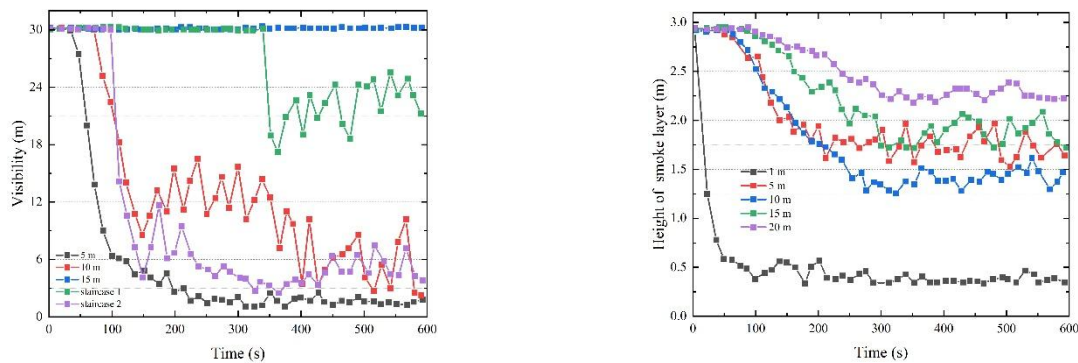 30
24
18
12
6
0
Visibility (m)
5 m
10 m
15 m
staircase 1
staircase 2
0 100 200 300 400 500 600
Time (s)
3.0
2.5
2.0
1.5
1.0
0.5
0.0
Height of smoke layer (m)
1 m
5 m
10 m
15 m
20 m
0 100 200 300 400 500 600
Time (s)